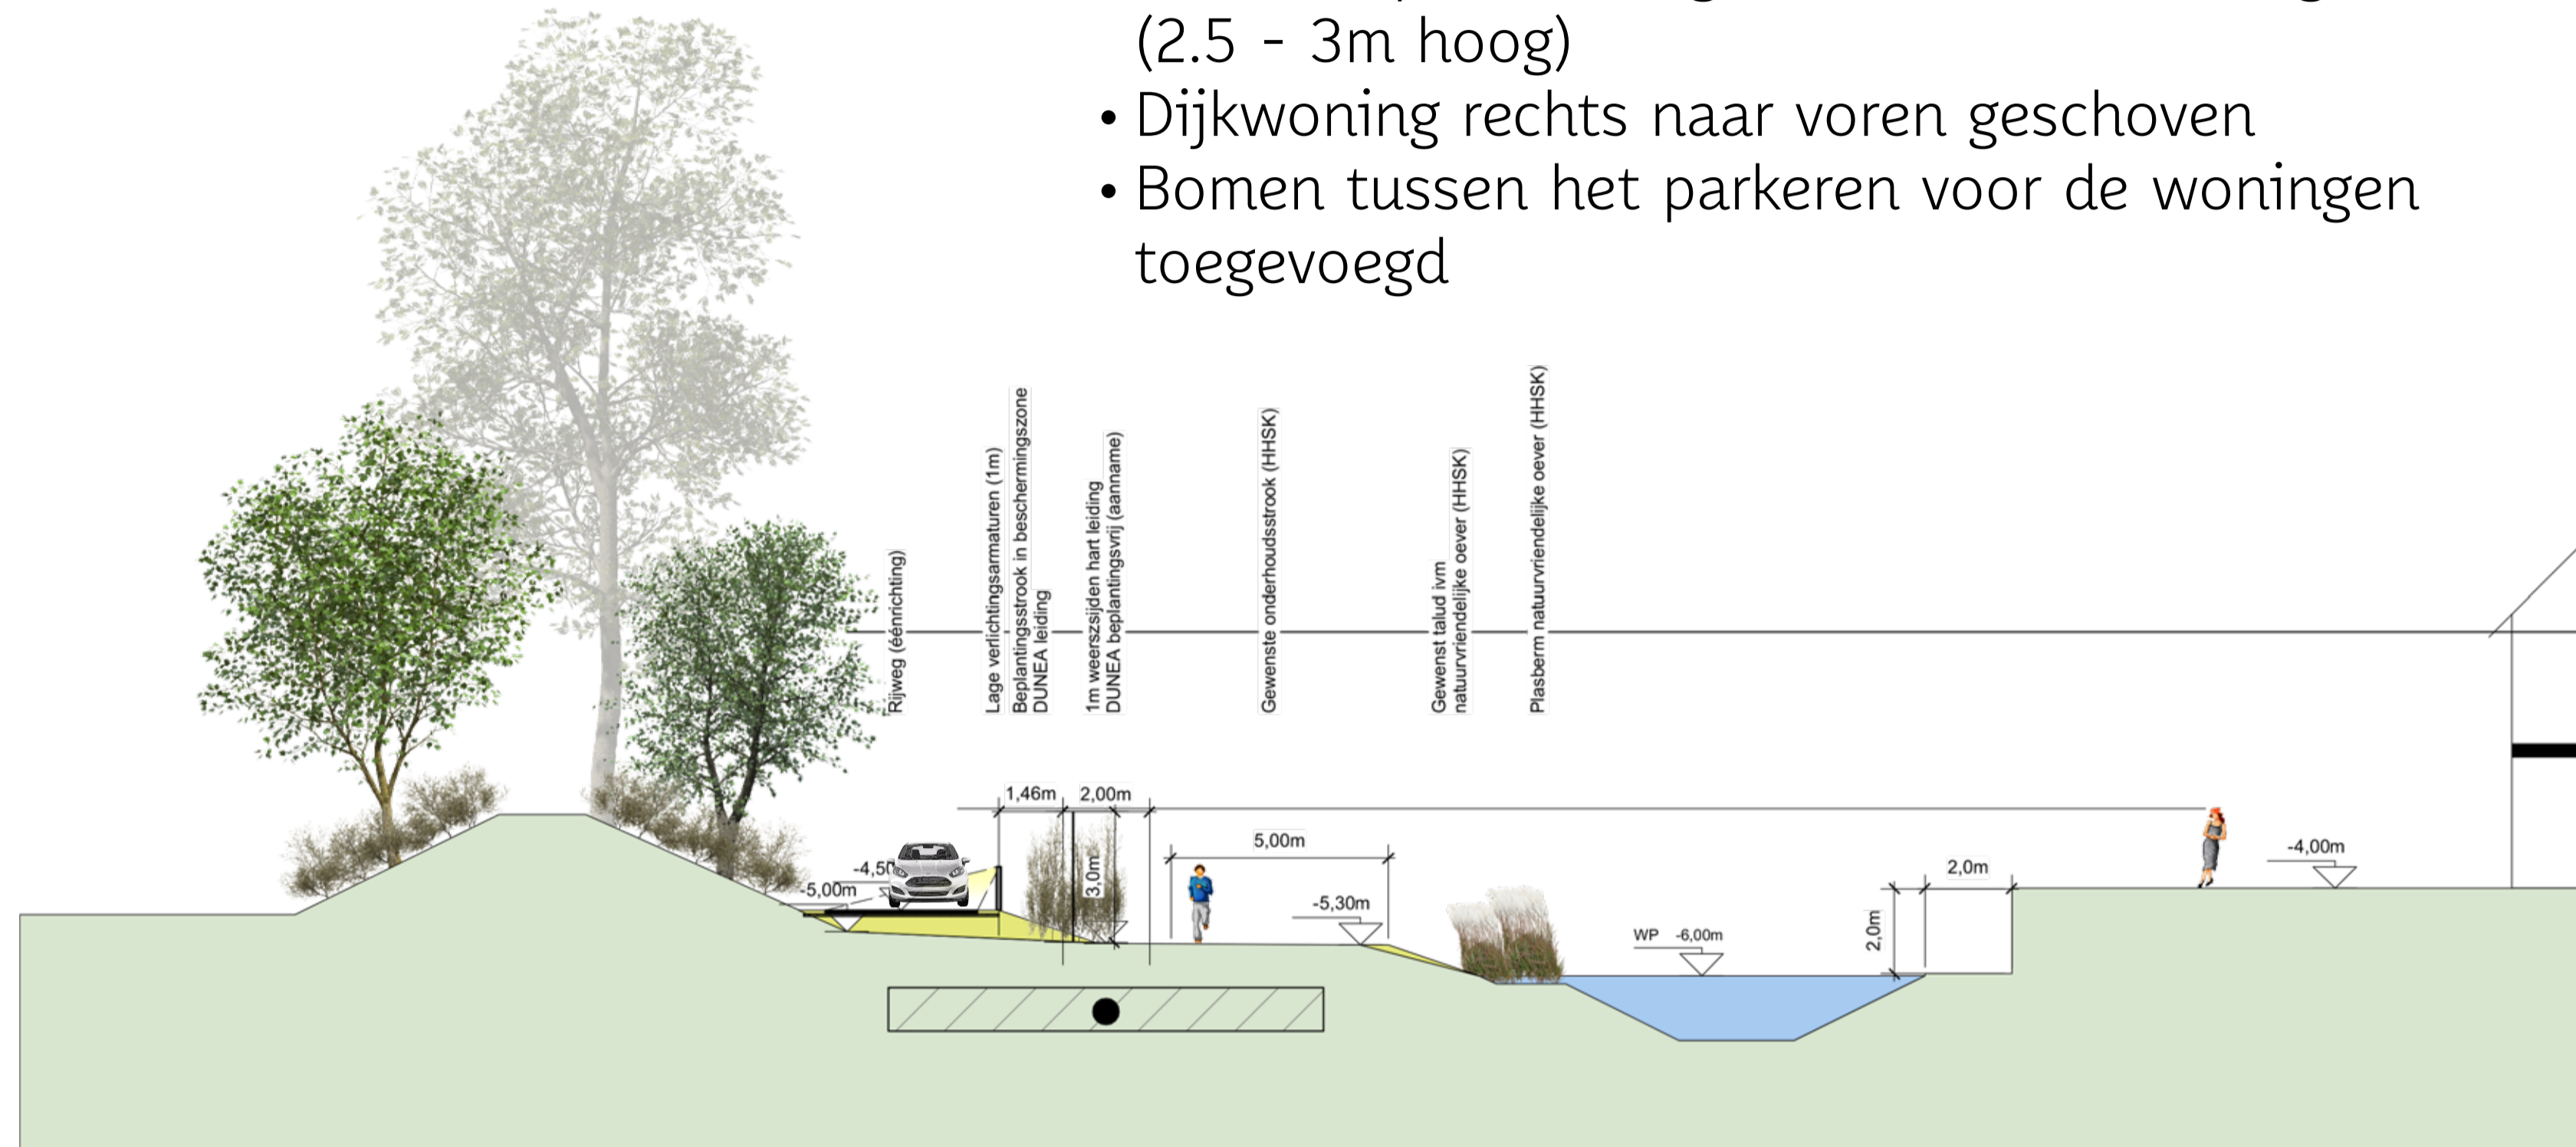 (2.5 - 3m hoog)
• Dijkwoning rechts naar voren geschoven
• Bomen tussen het parkeren voor de woningen
toegevoegd
Rijweg (éénrichting)
Lage verlichtingsarmaturen (1m)
Beplantingsstrook in beschermingszone
DUNEA leiding
1m weerszsijden hart leiding
DUNEA beplantingsvrij (aanname)
Gewenste onderhoudsstrook (HHSK)
Gewenst talud ivm
natuurvriendelijke oever (HHSK)
Plasberm natuurvriendelijke oever (HHSK)
1,46m
2,00m
5,00m
3,0m
-4,50
-5,00m
-5,30m
WP -6,00m
2,0m
2,0m
-4,00m